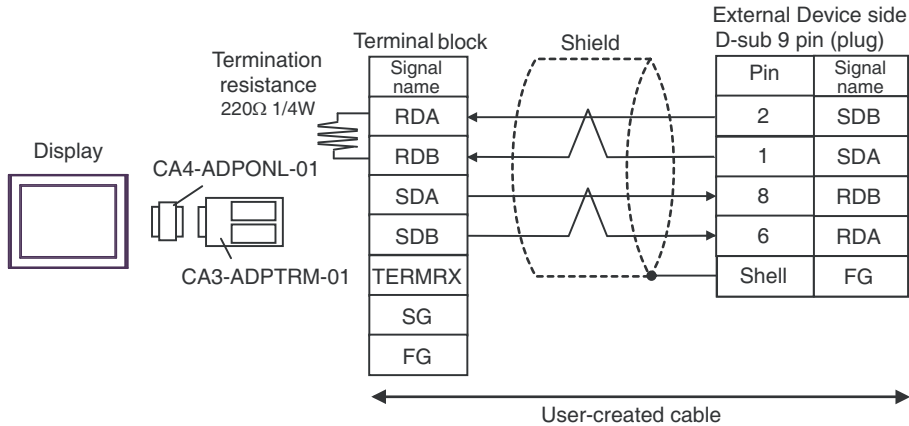 External Device side
D-sub 9 pin (plug)
Terminal block
Shield
Termination
resistance
220Ω 1/4W
Signal
name
Pin
Signal
name
RDA
2
SDB
Display
CA4-ADPONL-01
RDB
1
SDA
SDA
8
RDB
SDB
6
RDA
CA3-ADPTRM-01
TERMRX
Shell
FG
SG
FG
User-created cable